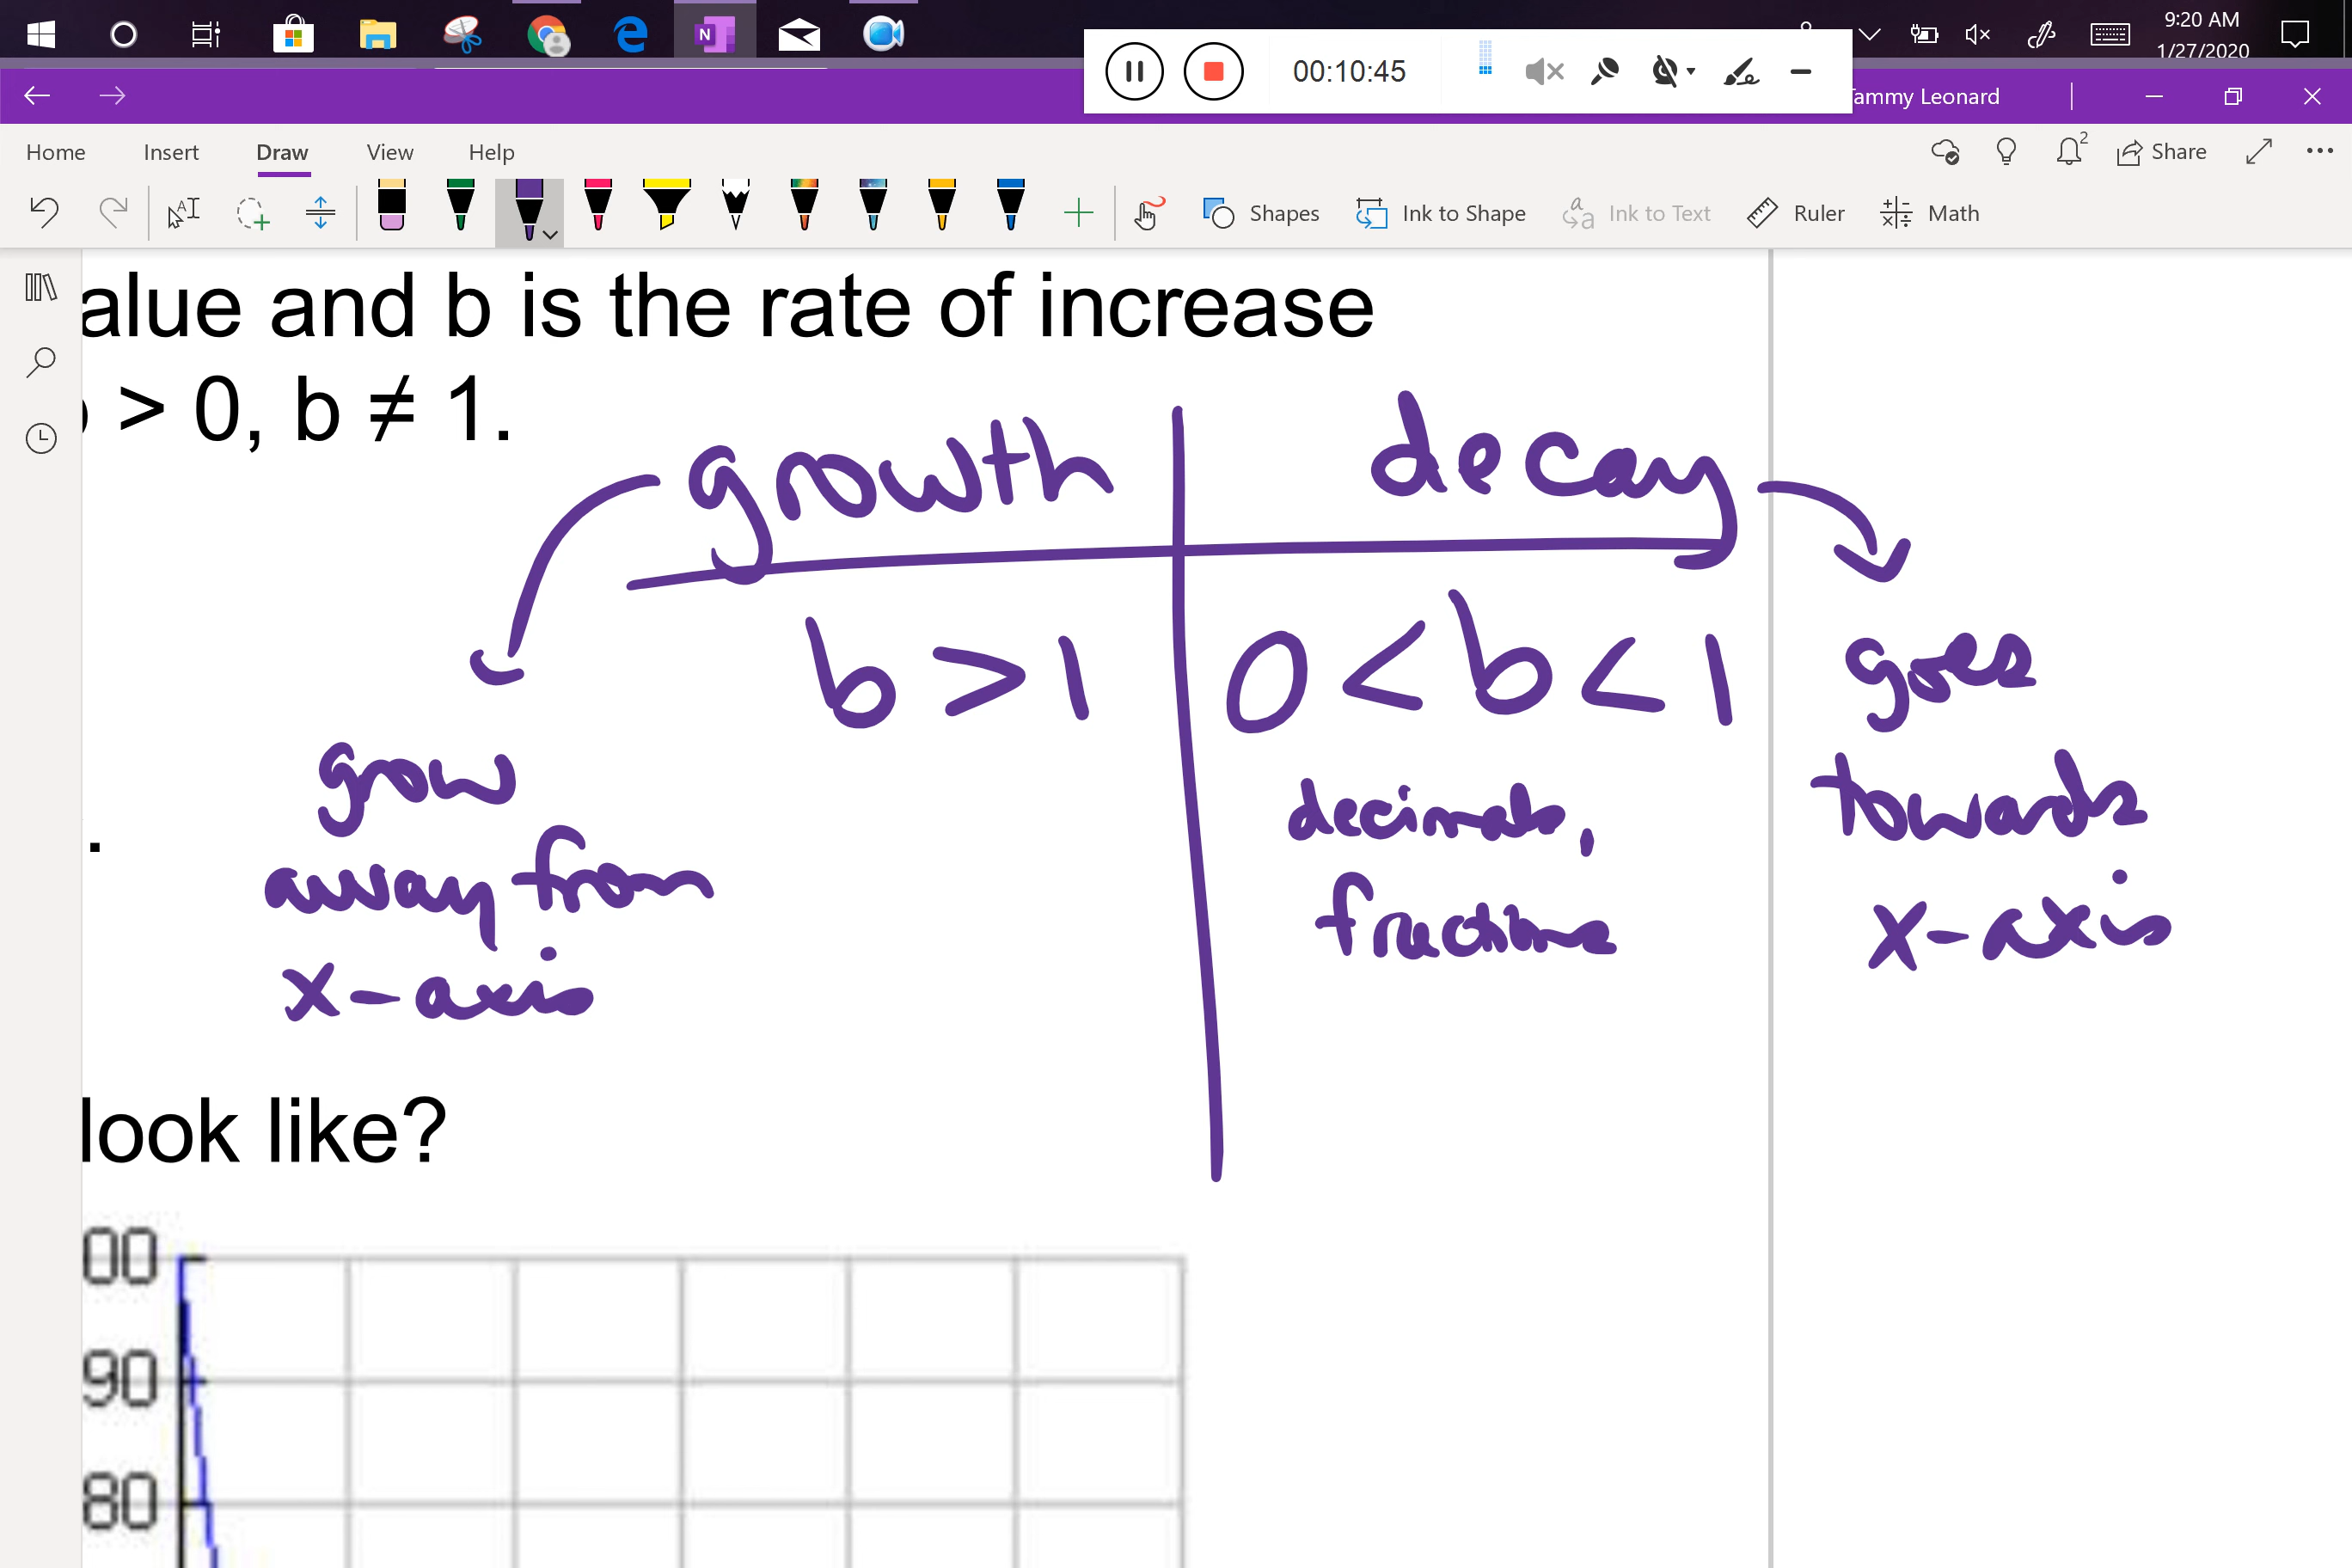 9:20 AM
1/27/2020
00:10:45
ammy Leonard
Home Insert Draw View Help
2 Share
Shapes Ink to Shape Ink to Text Ruler Math
alue and b is the rate of increase
> 0, b ≠ 1.
growth decay
b > 1 0 < b < 1
goes
towards
x-axis
grow
away from
x-axis
decimals,
fractions
.
look like?
00
90
80